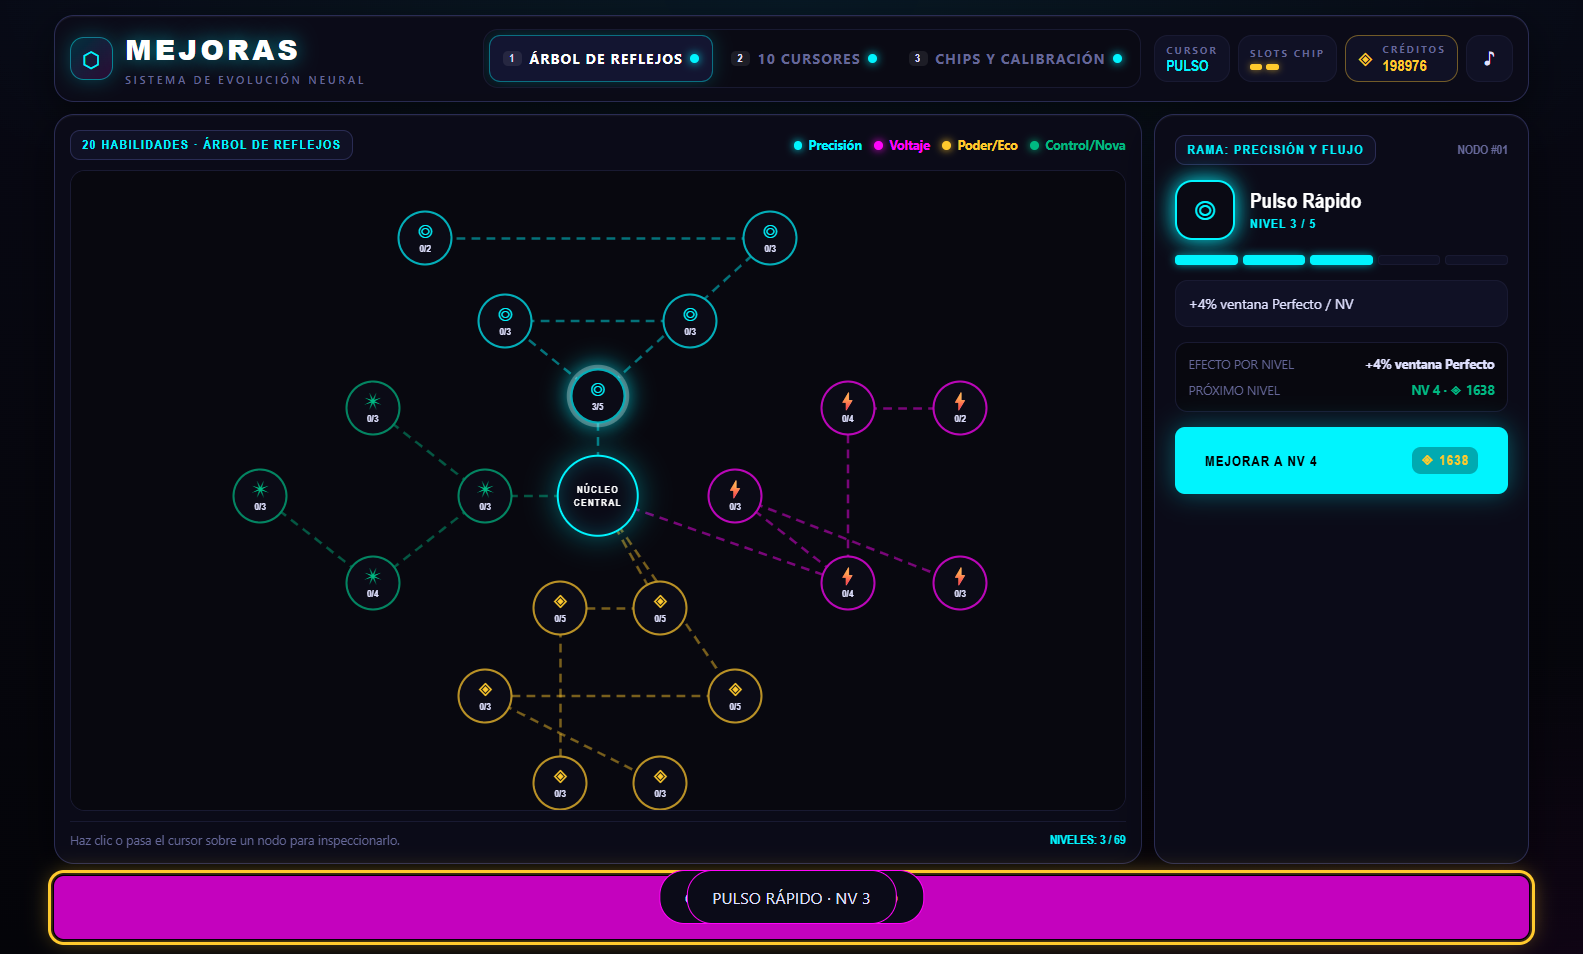 MEJORAS
SISTEMA DE EVOLUCIÓN NEURAL
1 ÁRBOL DE REFLEJOS
2 10 CURSORES
3 CHIPS Y CALIBRACIÓN
CURSOR
PULSO
SLOTS CHIP
CRÉDITOS
198976
20 HABILIDADES · ÁRBOL DE REFLEJOS
Precisión
Voltaje
Poder/Eco
Control/Nova
0/2
0/3
0/3
0/3
3/5
0/3
0/4
0/2
0/3
0/3
NÚCLEO
CENTRAL
0/3
0/4
0/4
0/3
0/5
0/5
0/3
0/5
0/3
0/3
Haz clic o pasa el cursor sobre un nodo para inspeccionarlo.
NIVELES: 3 / 69
RAMA: PRECISIÓN Y FLUJO
NODO #01
Pulso Rápido
NIVEL 3 / 5
+4% ventana Perfecto / NV
EFECTO POR NIVEL
+4% ventana Perfecto
PRÓXIMO NIVEL
NV 4 · ◈ 1638
MEJORAR A NV 4
◈ 1638
PULSO RÁPIDO · NV 3